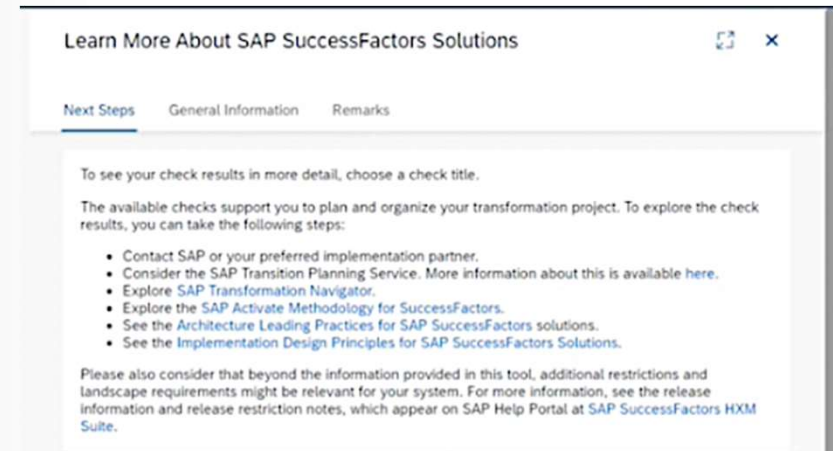 Learn More About SAP SuccessFactors Solutions
Next Steps General Information Remarks
To see your check results in more detail, choose a check title.
The available checks support you to plan and organize your transformation project. To explore the check
results, you can take the following steps:
• Contact SAP or your preferred implementation partner.
• Consider the SAP Transition Planning Service. More information about this is available here.
• Explore SAP Transformation Navigator.
• Explore the SAP Activate Methodology for SuccessFactors.
• See the Architecture Leading Practices for SAP SuccessFactors solutions.
• See the Implementation Design Principles for SAP SuccessFactors Solutions.
Please also consider that beyond the information provided in this tool, additional restrictions and
landscape requirements might be relevant for your system. For more information, see the release
information and release restriction notes, which appear on SAP Help Portal at SAP SuccessFactors HXM
Suite.